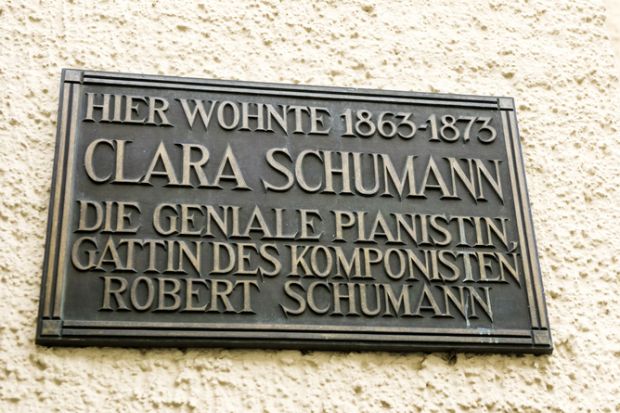 HIER WOHNTE 1863-1873
CLARA SCHUMANN
DIE GENIALE PIANISTIN,
GATTIN DES KOMPONISTEN
ROBERT SCHUMANN